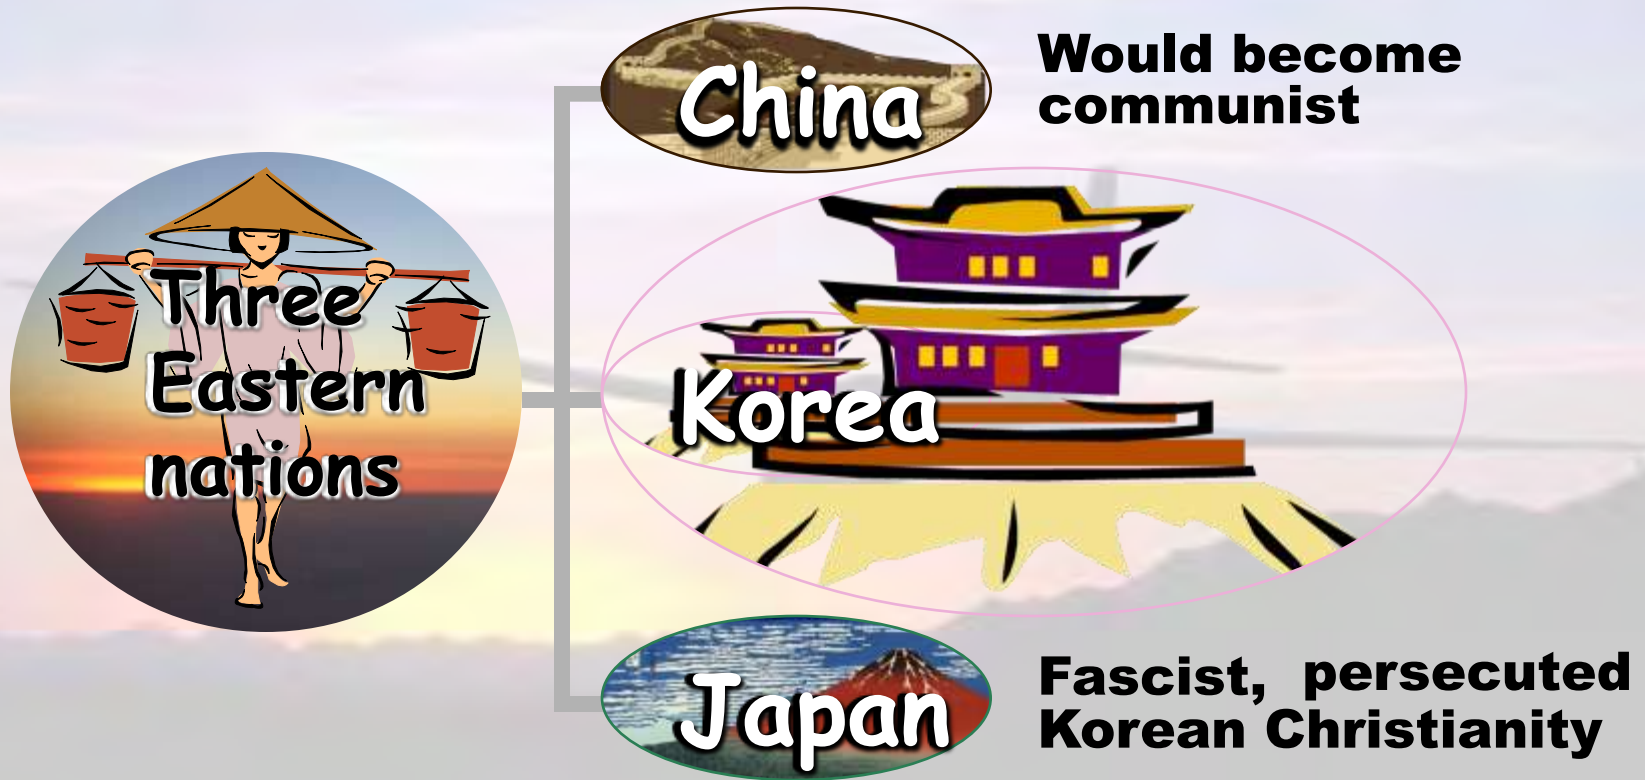 Three
Eastern
nations
China
Would become
communist
Korea
Japan
Fascist, persecuted
Korean Christianity